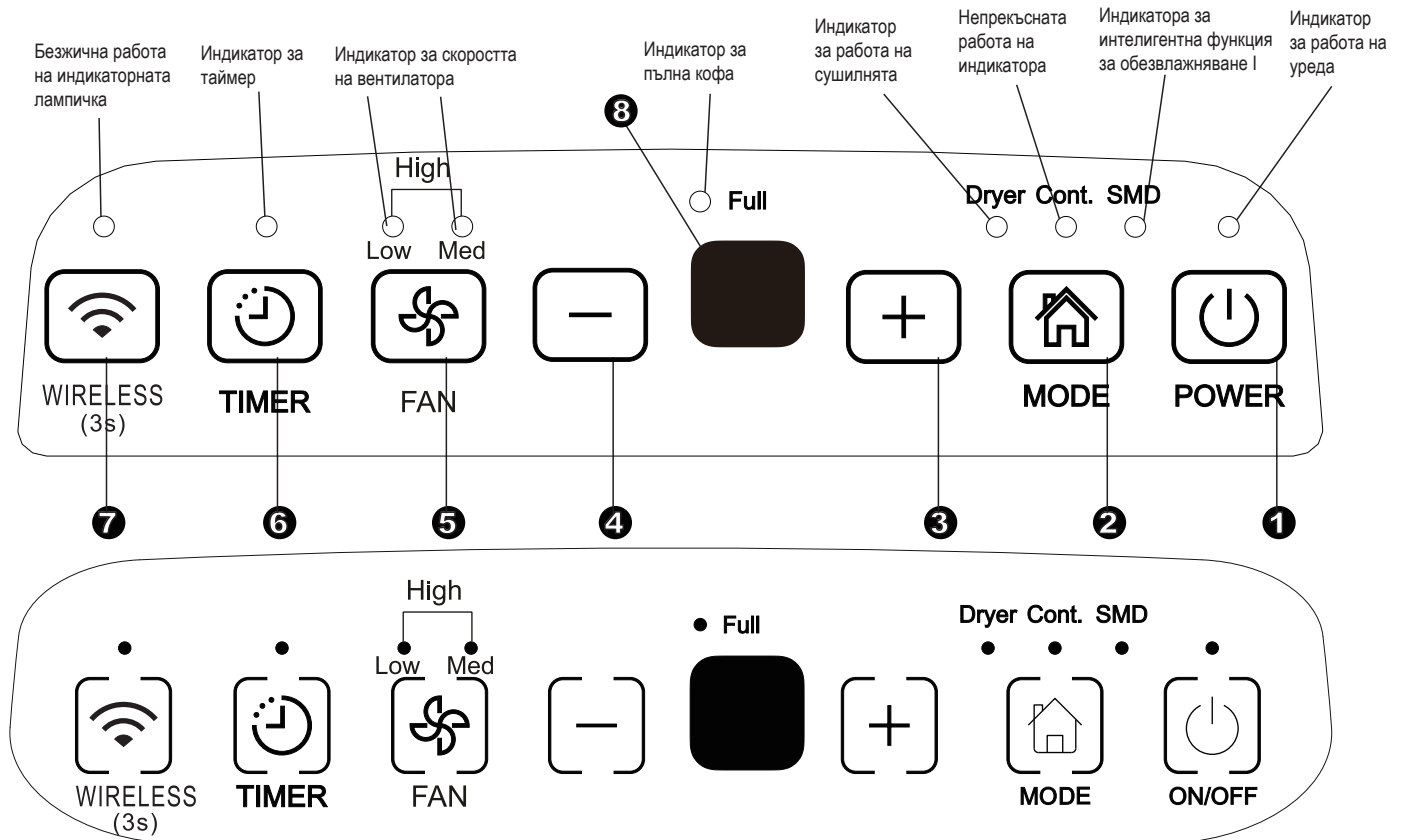 Безжична работа
на индикаторната
лампичка
Индикатор за
таймер
Индикатор за скоростта
на вентилатора
Индикатор за
пълна кофа
Индикатор
за работа на
сушилнята
Непрекъсната
работа на
индикатора
Индикатора за
интелигентна функция
за обезвлажняване I
Индикатор
за работа на
уреда
8
High
Full
Dryer Cont. SMD
Low Med
WIRELESS
(3s)
TIMER
FAN
MODE
POWER
7 6 5 4 3 2 1
High
Full
Dryer Cont. SMD
Low Med
WIRELESS
(3s)
TIMER
FAN
MODE
ON/OFF